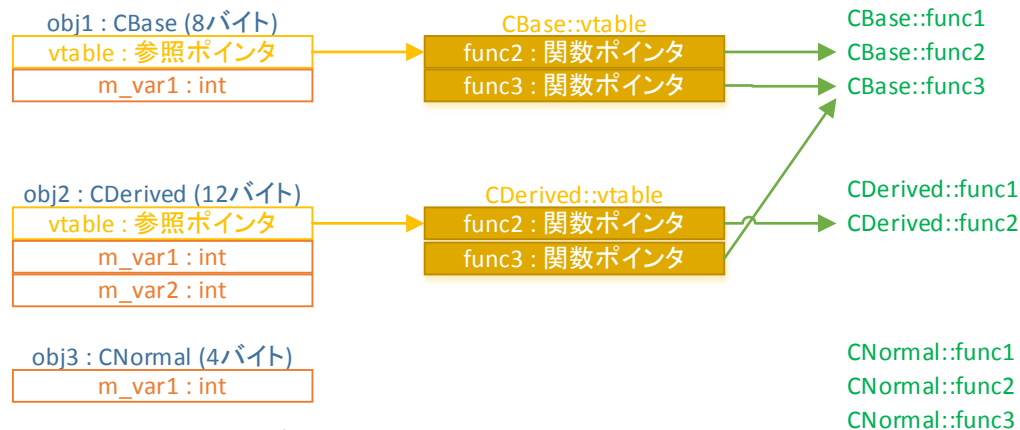 obj1 : CBase (8バイト)
vtable : 参照ポインタ
m_var1 : int
CBase::vtable
func2 : 関数ポインタ
func3 : 関数ポインタ
CBase::func1
CBase::func2
CBase::func3
obj2 : CDerived (12バイト)
vtable : 参照ポインタ
m_var1 : int
m_var2 : int
CDerived::vtable
func2 : 関数ポインタ
func3 : 関数ポインタ
CDerived::func1
CDerived::func2
obj3 : CNormal (4バイト)
m_var1 : int
CNormal::func1
CNormal::func2
CNormal::func3